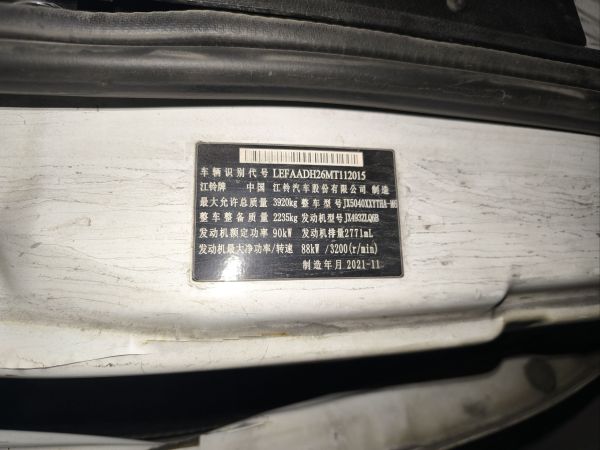 车辆识别代号 LEFAADH26MT112015
江铃牌 中国 江铃汽车股份有限公司 制造
最大允许总质量 3920kg 整车型号 JX5040XXYTHA-M6
整车整备质量 2235kg 发动机型号 JX493ZLQ6B
发动机额定功率 90kW 发动机排量 2771mL
发动机最大净功率/转速 88kW /3200(r/min)
制造年月 2021-11